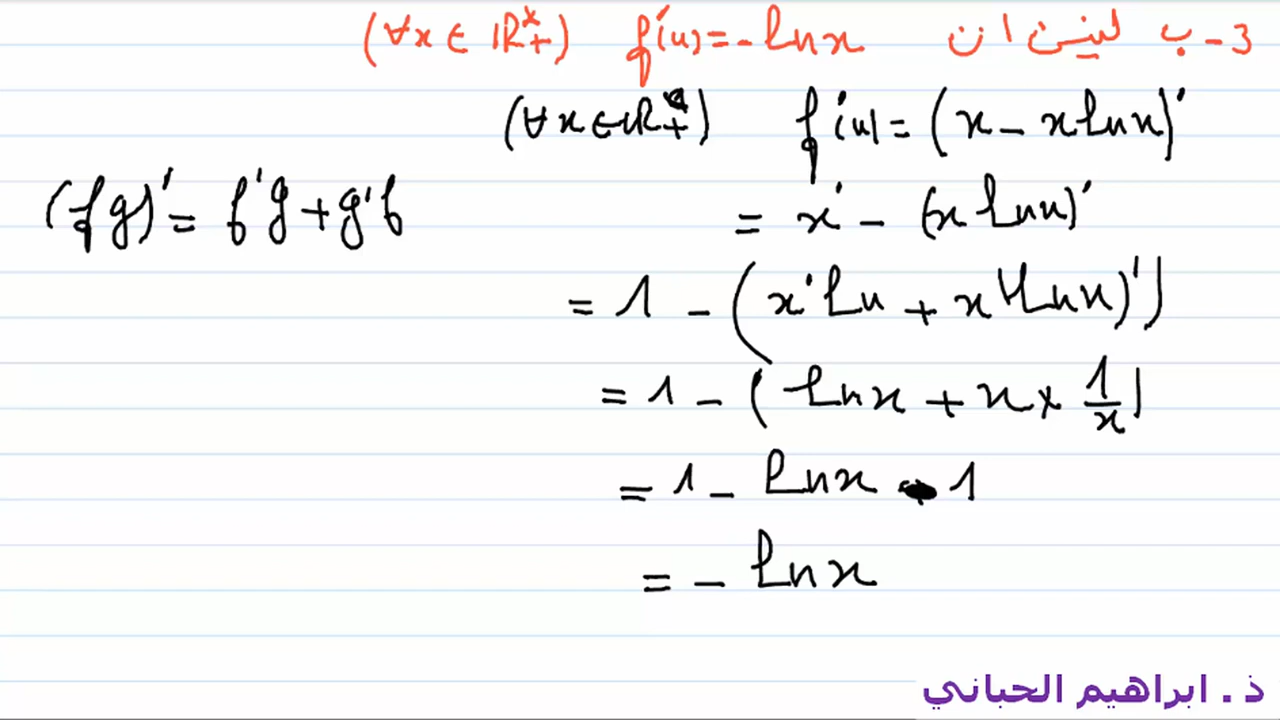 3 - ب لنبين ان f'(x) = - ln x (∀x ∈ ℝ*₊)
(∀x ∈ ℝ*₊) f'(x) = (x - x ln x)'
(fg)' = f'g + g'f
= x' - (x ln x)'
= 1 - (x' ln x + x (ln x)')
= 1 - (ln x + x × 1/x)
= 1 - ln x - 1
= - ln x
ذ . ابراهيم الحباني